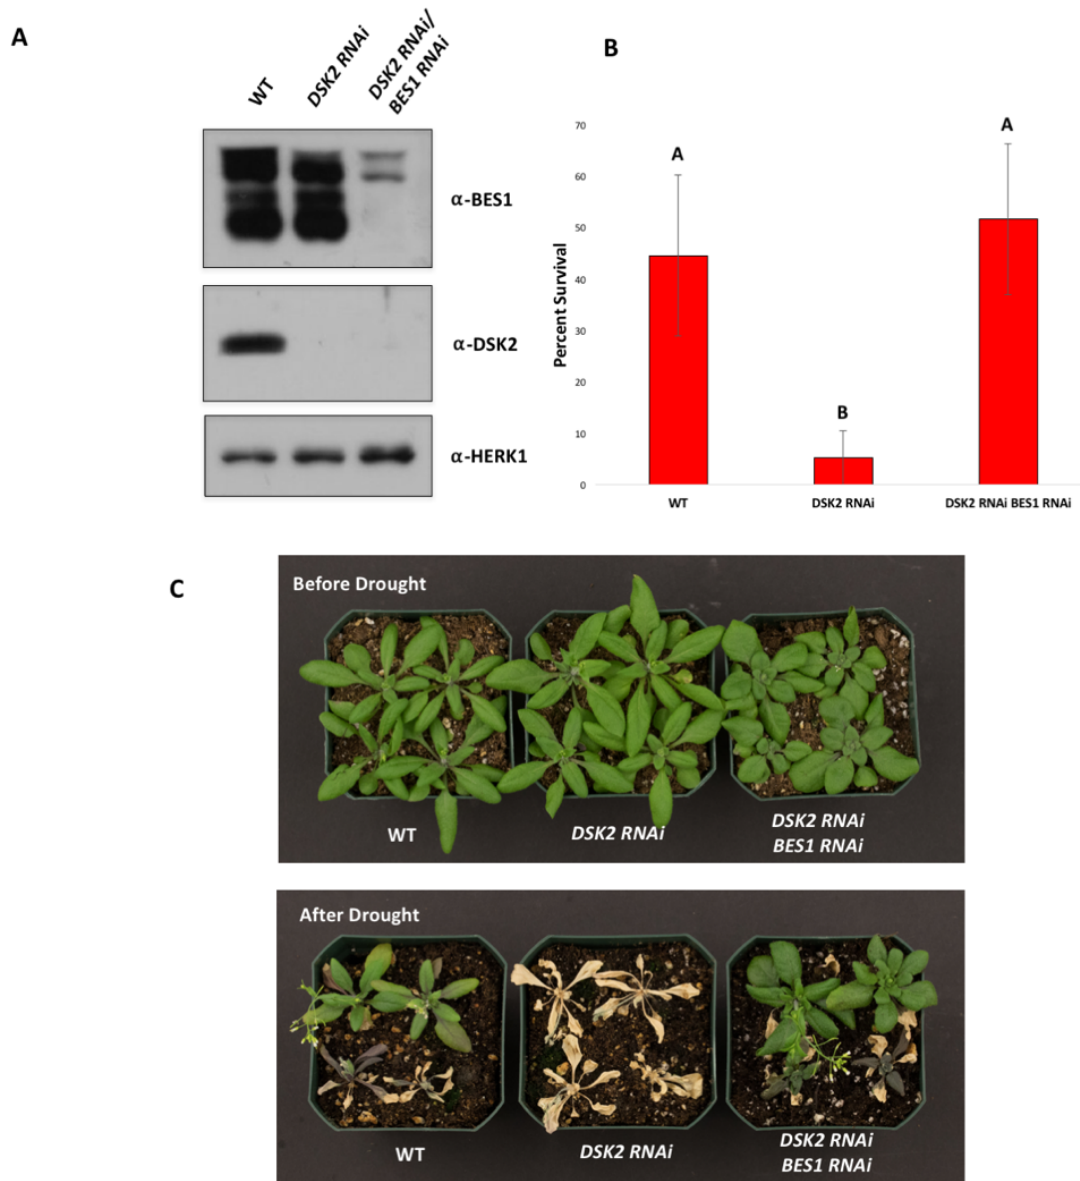 A
WT
DSK2 RNAi
DSK2 RNAi/
BES1 RNAi
α-BES1
α-DSK2
α-HERK1
B
Percent Survival
70
60
50
40
30
20
10
0
A
B
A
WT
DSK2 RNAi
DSK2 RNAi BES1 RNAi
C
Before Drought
WT
DSK2 RNAi
DSK2 RNAi
BES1 RNAi
After Drought
WT
DSK2 RNAi
DSK2 RNAi
BES1 RNAi